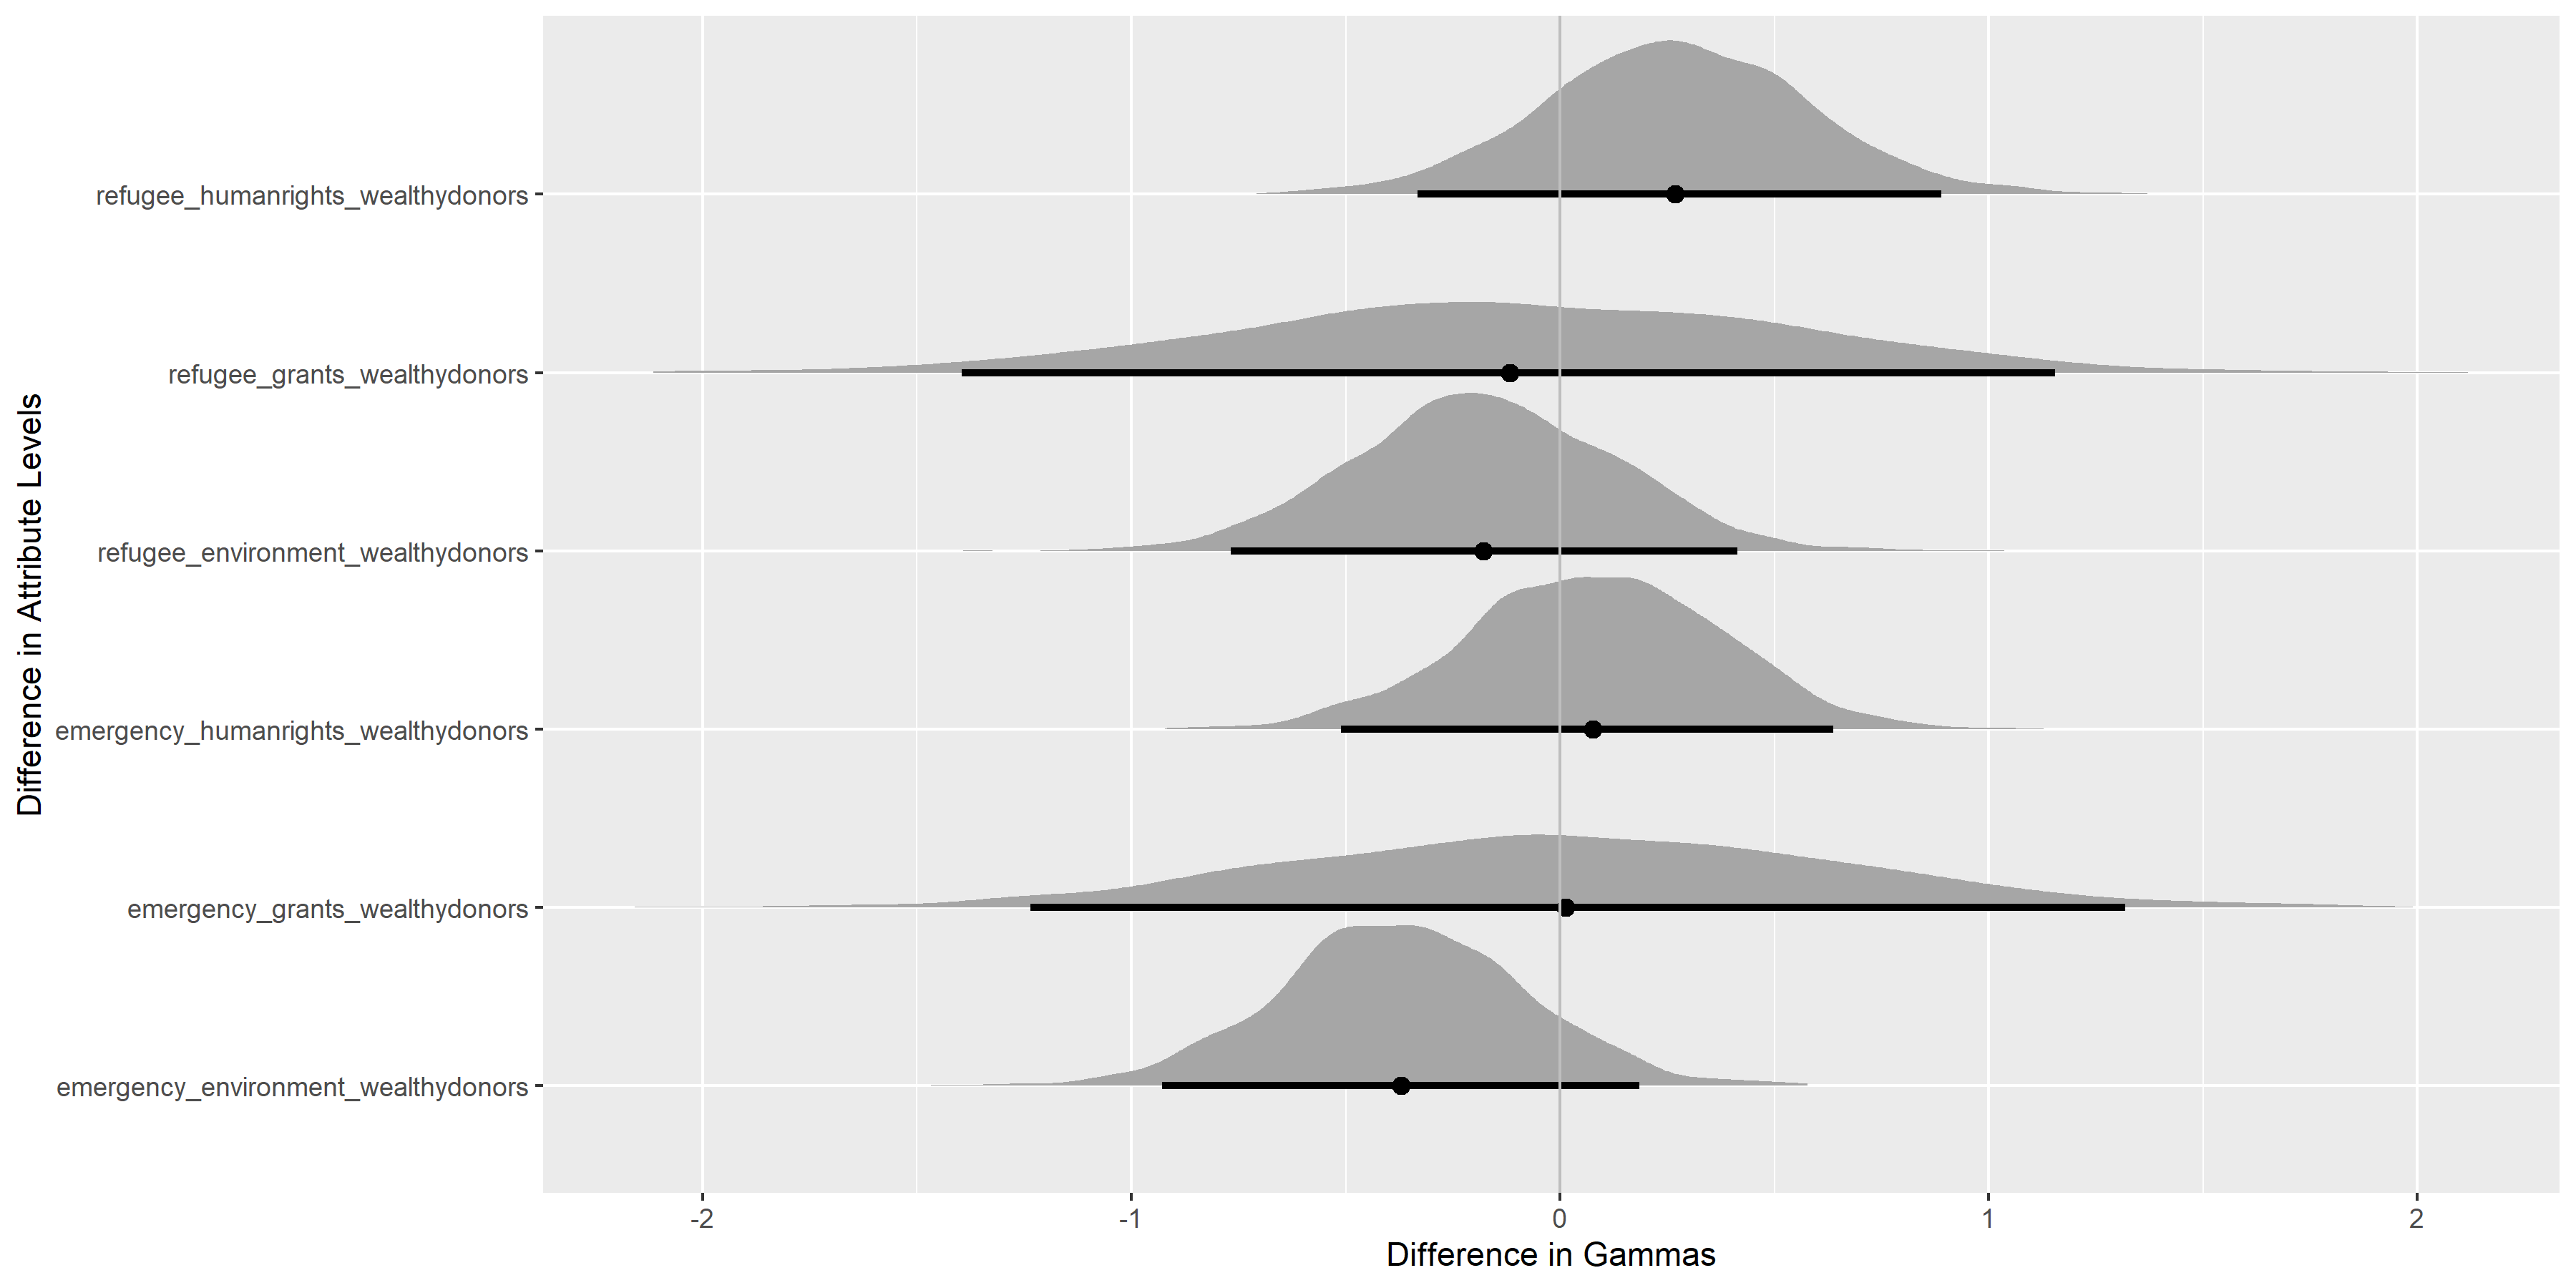 Difference in Attribute Levels
refugee_humanrights_wealthydonors
refugee_grants_wealthydonors
refugee_environment_wealthydonors
emergency_humanrights_wealthydonors
emergency_grants_wealthydonors
emergency_environment_wealthydonors
-2 -1 0 1 2
Difference in Gammas